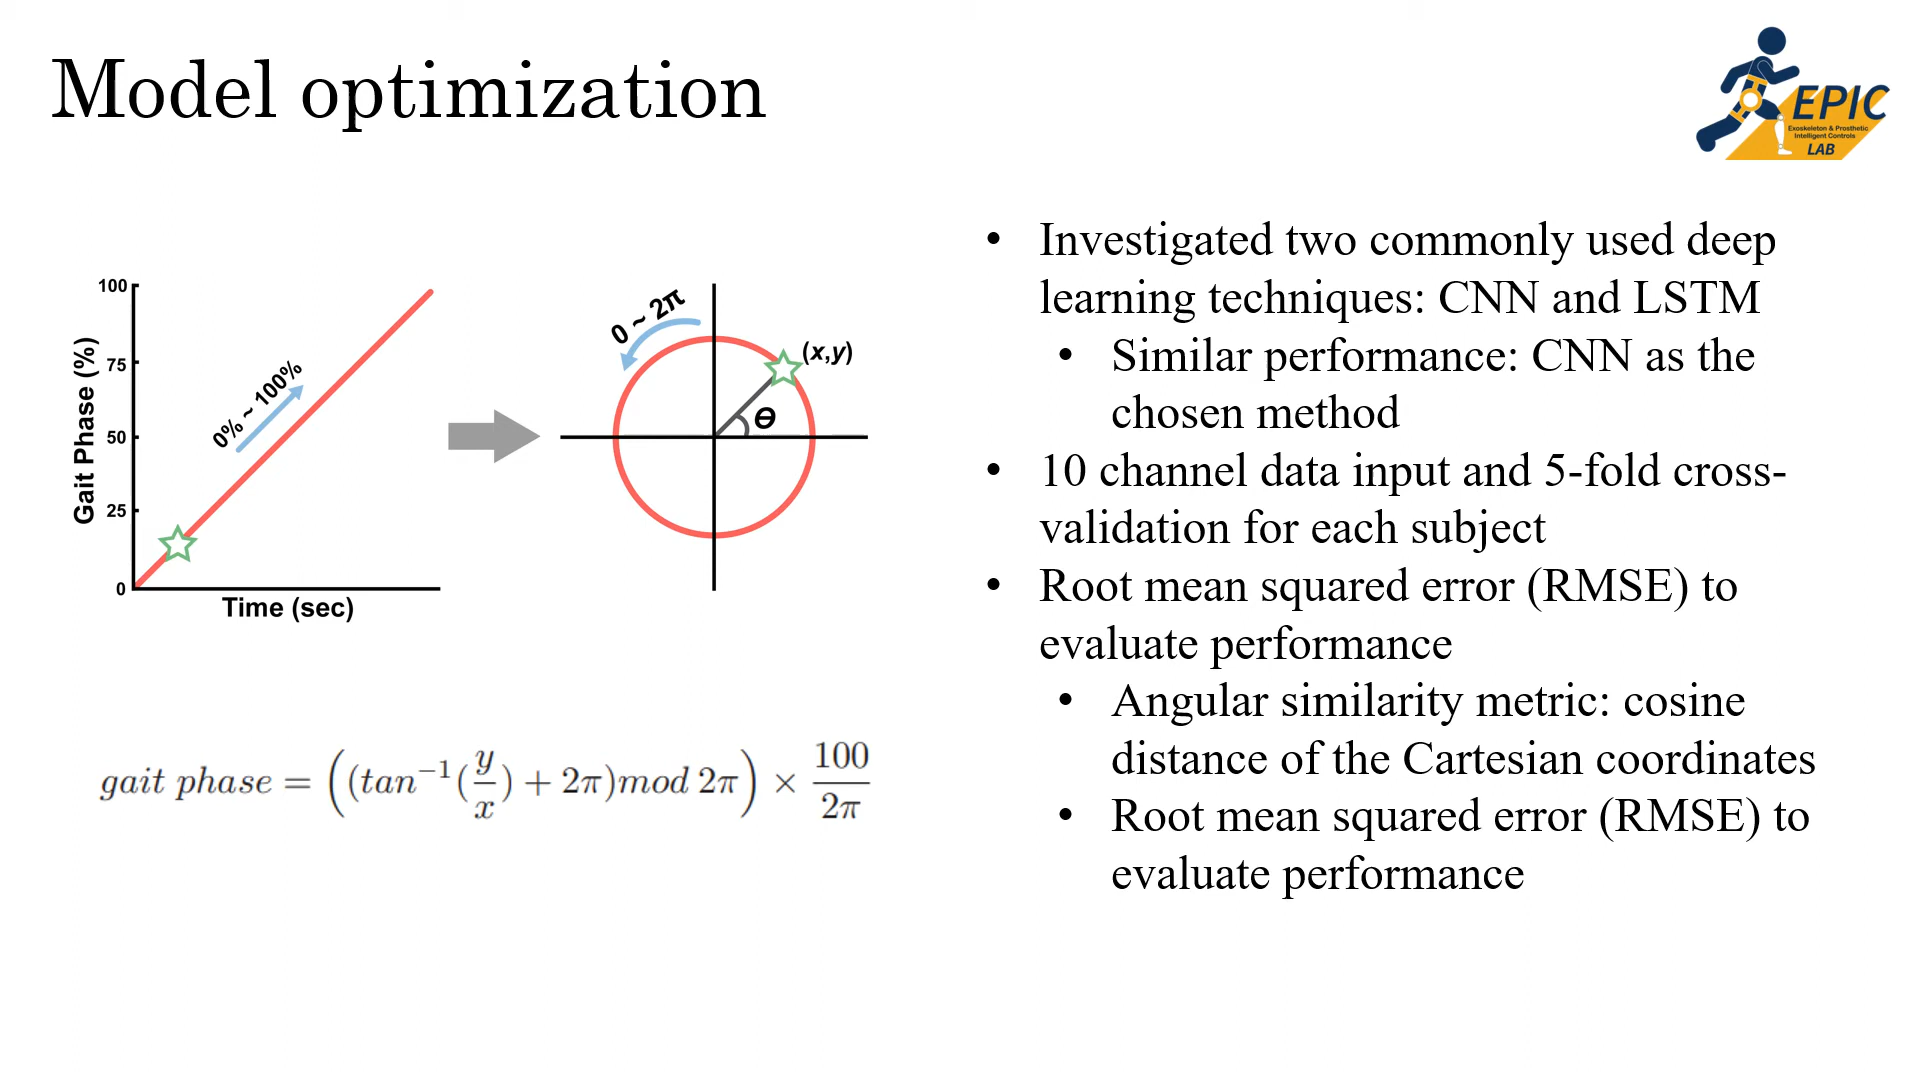 Model optimization
EPIC
Exoskeleton & Prosthetic
Intelligent Controls
LAB
100
75
50
25
0
Gait Phase (%)
0% ~ 100%
Time (sec)
0 ~ 2π
(x,y)
Θ
gait phase = ((tan⁻¹(y/x) + 2π)mod 2π) × 100/2π
• Investigated two commonly used deep
learning techniques: CNN and LSTM
• Similar performance: CNN as the
chosen method
• 10 channel data input and 5-fold cross-
validation for each subject
• Root mean squared error (RMSE) to
evaluate performance
• Angular similarity metric: cosine
distance of the Cartesian coordinates
• Root mean squared error (RMSE) to
evaluate performance